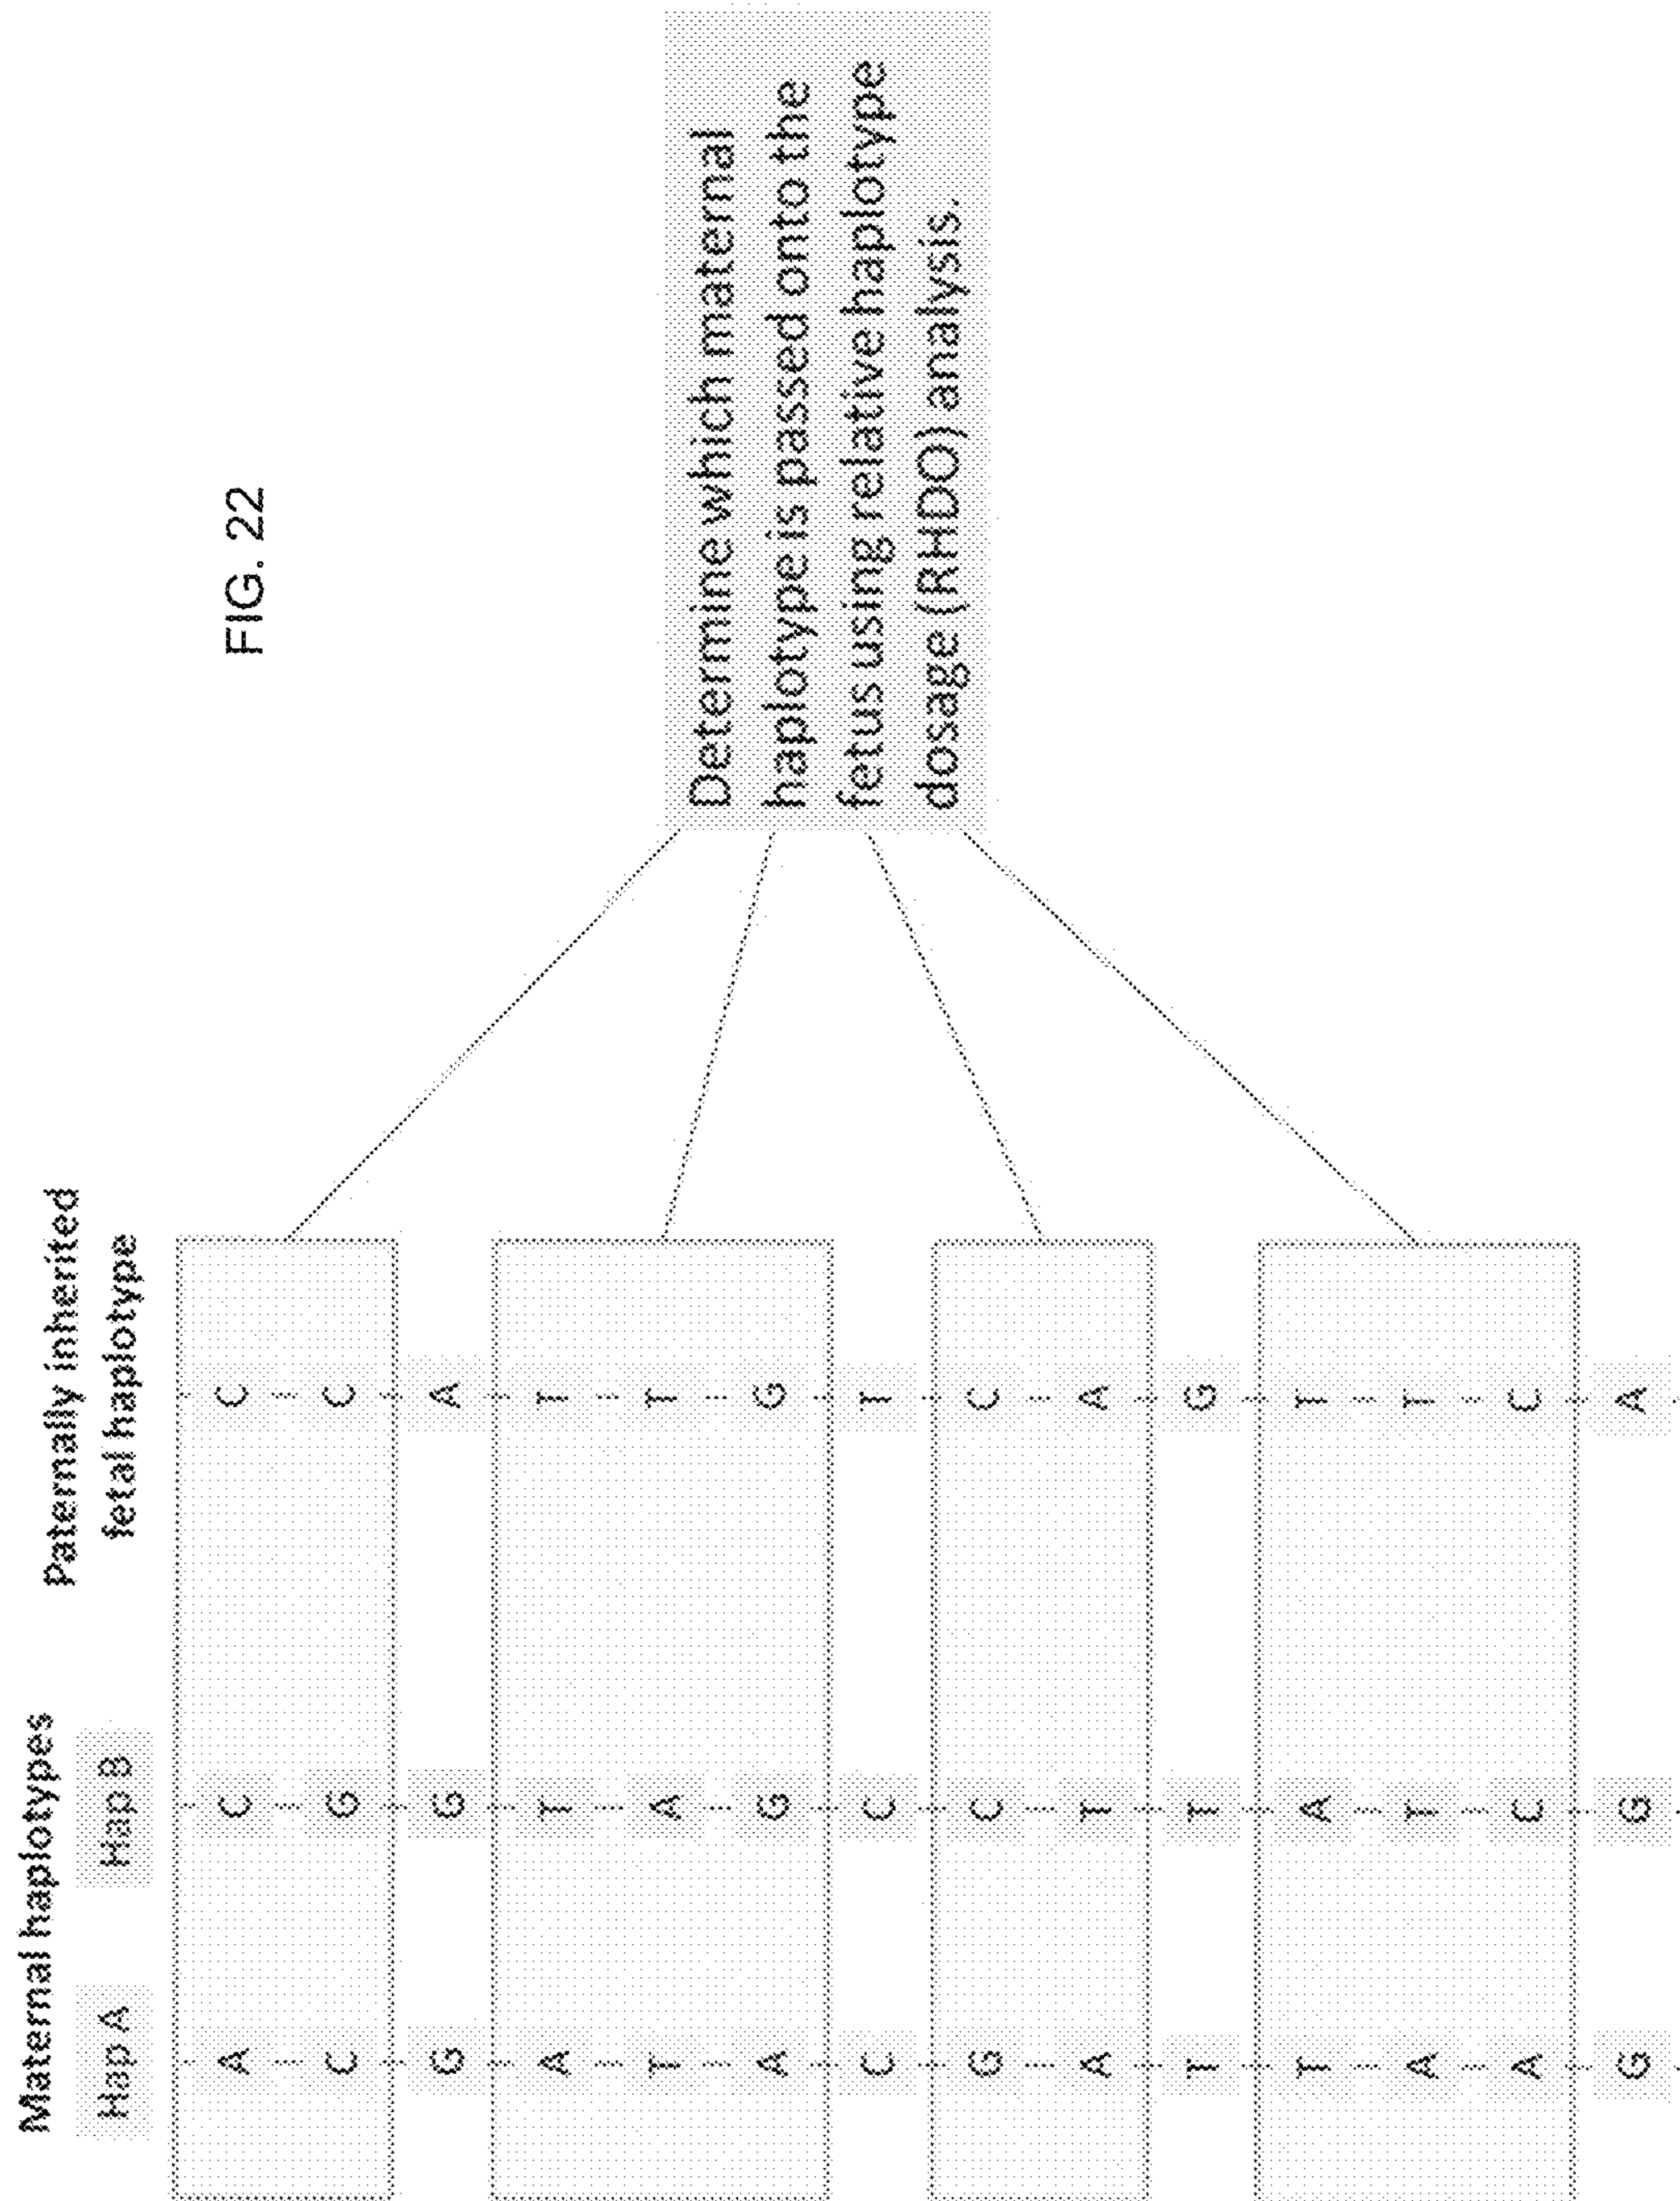 Maternal haplotypes
Hap A Hap B
Paternally inherited
fetal haplotype
A C C
C G C
G G A
A T T
T A T
A G G
C C T
G C C
A T A
T T G
T A T
A T T
A C C
G G A
FIG. 22
Determine which maternal
haplotype is passed onto the
fetus using relative haplotype
dosage (RHDO) analysis.